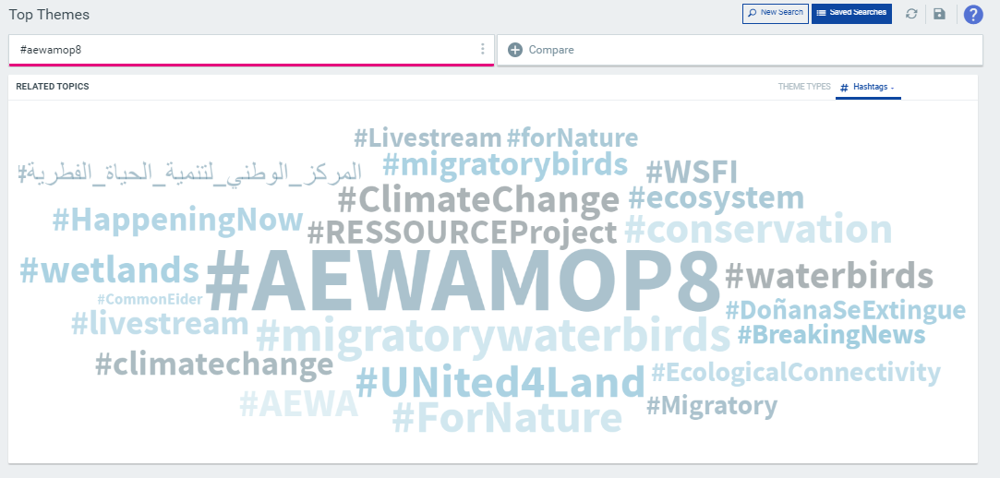 Top Themes
New Search
Saved Searches
?
#aewamop8
Compare
RELATED TOPICS
THEME TYPES
# Hashtags
#Livestream #forNature
#migratorybirds
#المركز_الوطني_لتنمية_الحياة_الفطرية
#WSFI
#ClimateChange #ecosystem
#HappeningNow
#RESSOURCEProject #conservation
#wetlands
#AEWAMOP8
#waterbirds
#CommonEider
#DoñanaSeExtingue
#livestream
#migratorywaterbirds
#BreakingNews
#climatechange
#UNited4Land
#EcologicalConnectivity
#AEWA
#ForNature
#Migratory